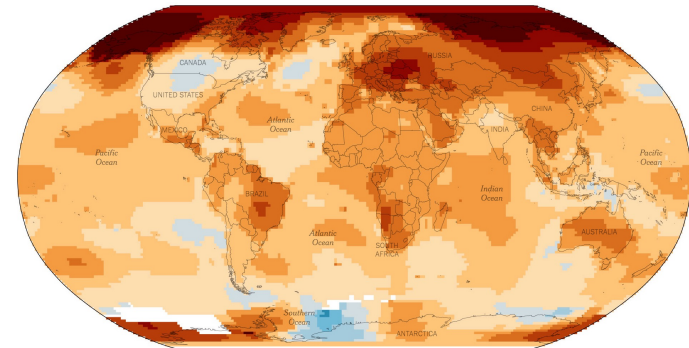 RUSSIA
CANADA
UNITED STATES
CHINA
Atlantic
Ocean
MEXICO
INDIA
Pacific
Ocean
Pacific
Ocean
BRAZIL
Indian
Ocean
Atlantic
Ocean
AUSTRALIA
SOUTH
AFRICA
Southern
Ocean
ANTARCTICA